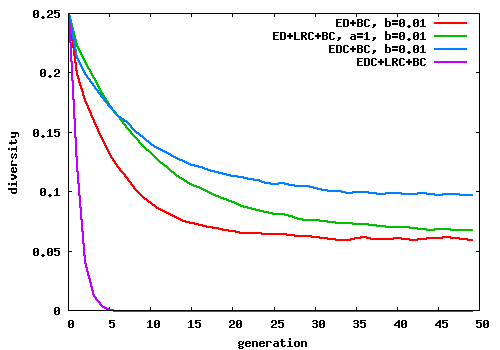 0.25
0.2
0.15
0.1
0.05
0
diversity
ED+BC, b=0.01
ED+LRC+BC, a=1, b=0.01
EDC+BC, b=0.01
EDC+LRC+BC
0 5 10 15 20 25 30 35 40 45 50
generation